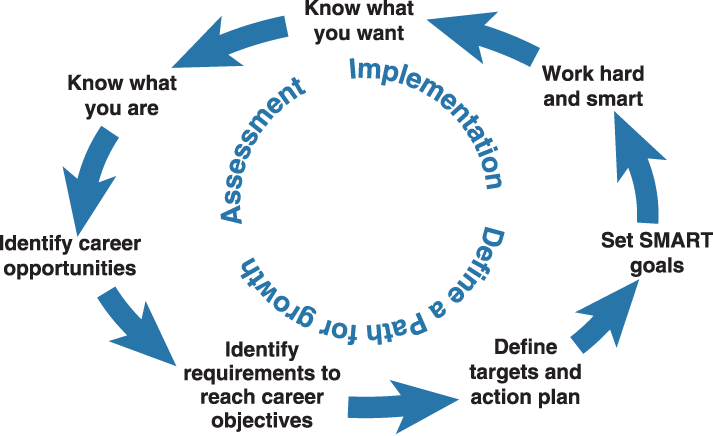 Know what
you want
Know what
you are
Identify career
opportunities
Identify
requirements to
reach career
objectives
Define
targets and
action plan
Set SMART
goals
Work hard
and smart
Assessment
Implementation
Define a Path for growth